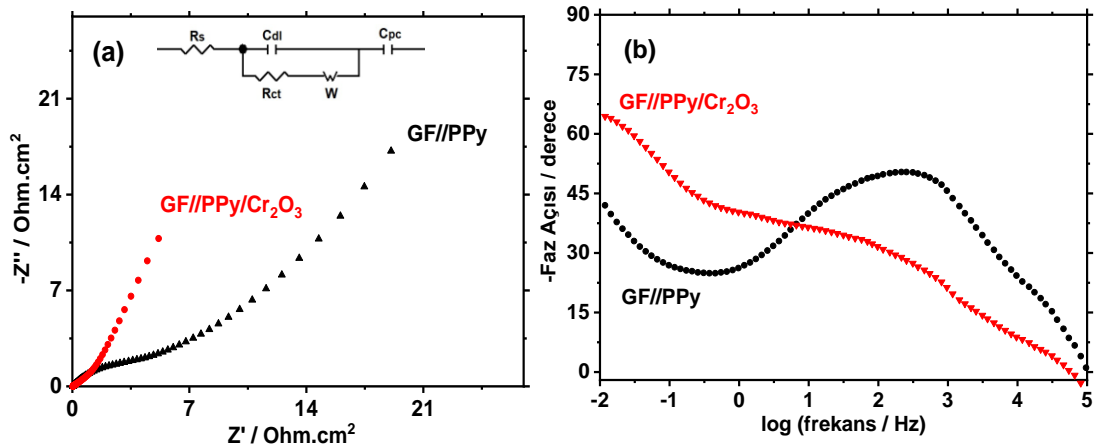 (a)
Rs
Cdl
Cpc
Rct
W
GF//PPy
GF//PPy/Cr₂O₃
-Z'' / Ohm.cm²
21
14
7
0
0
7
14
21
Z' / Ohm.cm²
(b)
GF//PPy/Cr₂O₃
GF//PPy
-Faz Açısı / derece
90
75
60
45
30
15
0
-2
-1
0
1
2
3
4
5
log (frekans / Hz)